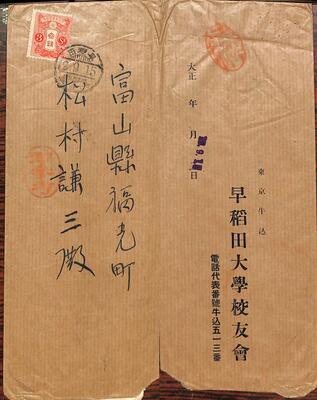 富山縣福光町
松村謙三殿
大正 年 月 日
東京牛込
早稲田大學校友會
電話代表番號牛込五一三番